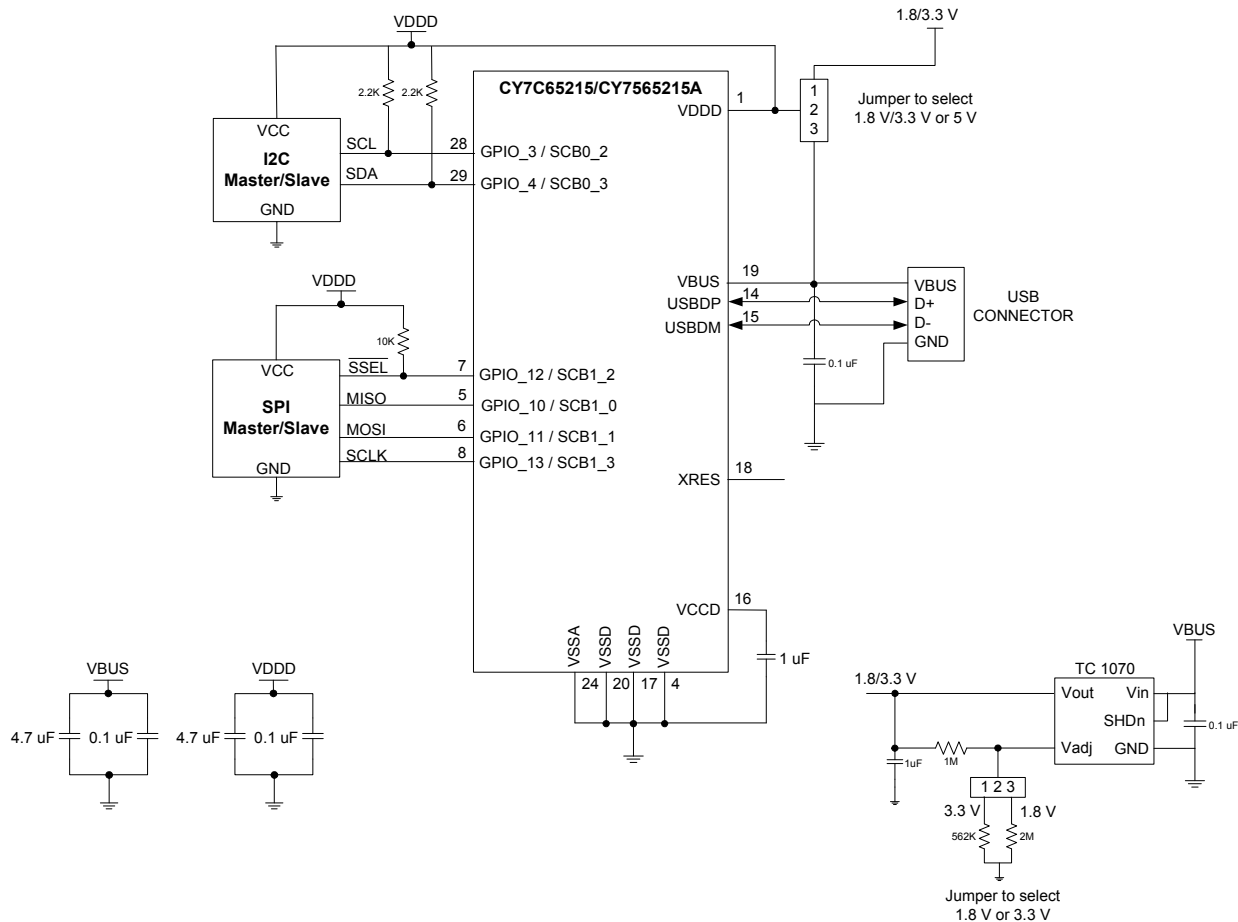 VDDD
1.8/3.3 V
2.2K
2.2K
CY7C65215/CY7565215A
VCC
I2C
Master/Slave
GND
SCL
SDA
28
29
GPIO_3 / SCB0_2
GPIO_4 / SCB0_3
VDDD
1
1
2
3
Jumper to select
1.8 V/3.3 V or 5 V
VDDD
10K
VCC
SPI
Master/Slave
GND
SSEL
MISO
MOSI
SCLK
7
5
6
8
GPIO_12 / SCB1_2
GPIO_10 / SCB1_0
GPIO_11 / SCB1_1
GPIO_13 / SCB1_3
VBUS
USBDP
USBDM
19
14
15
VBUS
D+
D-
GND
USB
CONNECTOR
0.1 uF
XRES
18
VCCD
16
1 uF
VSSA
VSSD
VSSD
VSSD
24
20
17
4
VBUS
4.7 uF
0.1 uF
VDDD
4.7 uF
0.1 uF
VBUS
TC 1070
1.8/3.3 V
Vout
Vin
SHDn
Vadj
GND
0.1 uF
1uF
1M
1 2 3
3.3 V
1.8 V
562K
2M
Jumper to select
1.8 V or 3.3 V